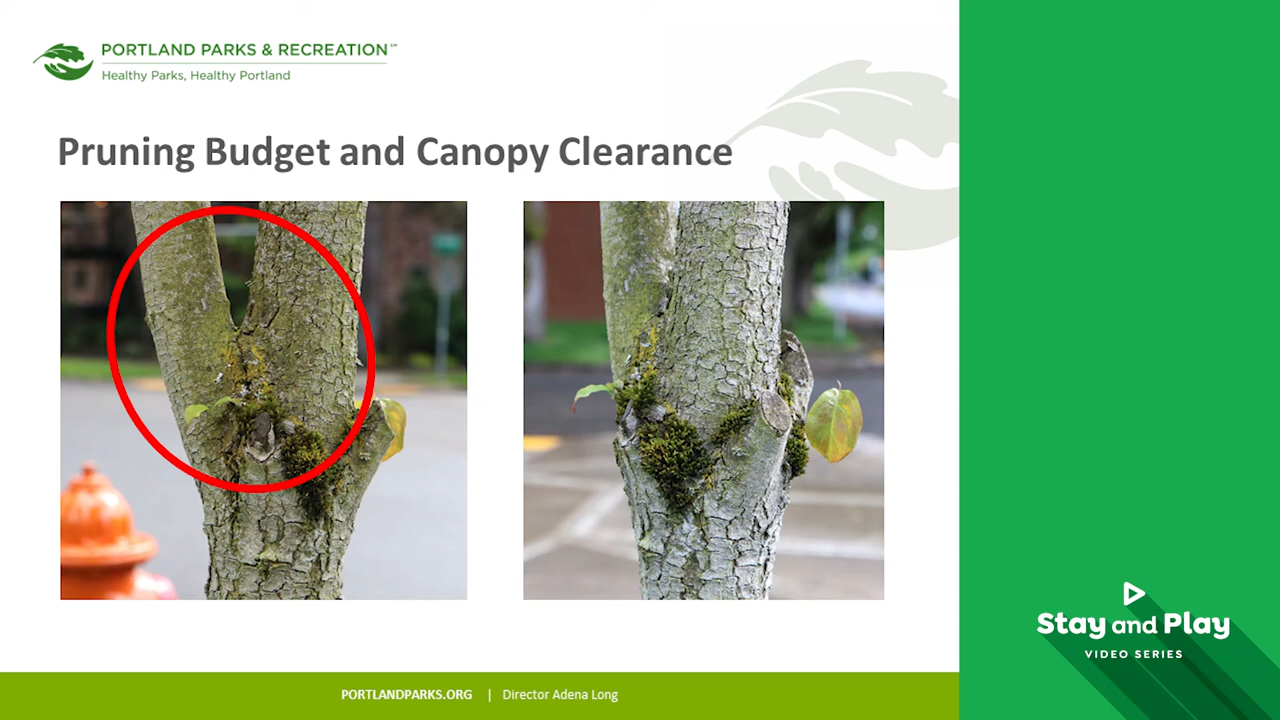 PORTLAND PARKS & RECREATION℠
Healthy Parks, Healthy Portland
Pruning Budget and Canopy Clearance
Stay and Play
VIDEO SERIES
PORTLANDPARKS.ORG | Director Adena Long